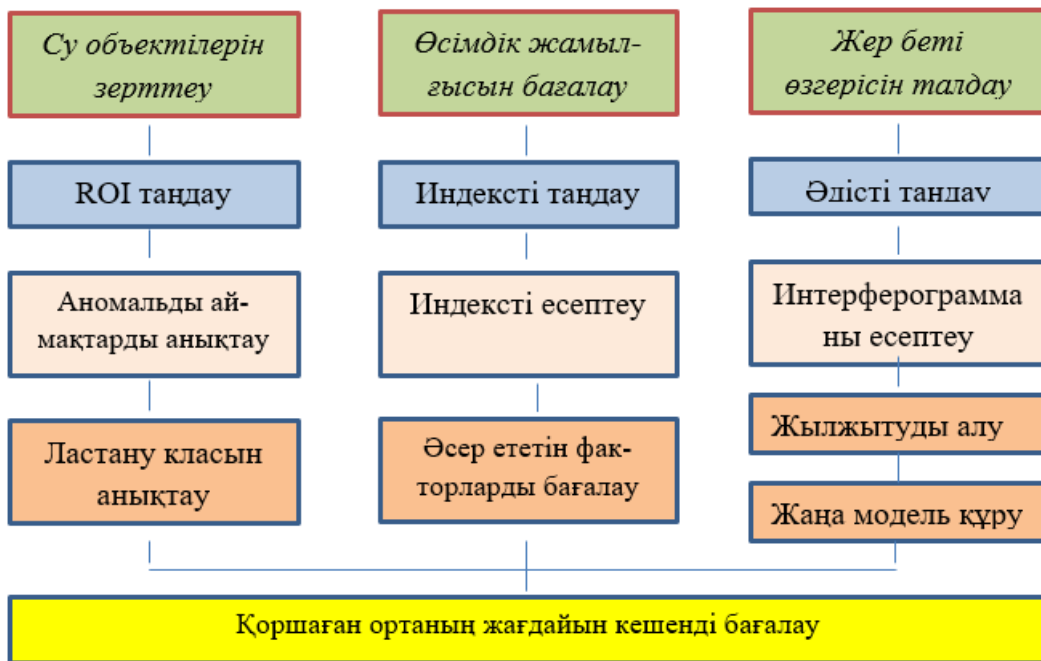 Су объектілерін
зерттеу
ROI таңдау
Аномальды ай-
мақтарды анықтау
Ластану класын
анықтау
Өсімдік жамыл-
ғысын бағалау
Индексті таңдау
Индексті есептеу
Әсер ететін фак-
торларды бағалау
Жер беті
өзгерісін талдау
Әдісті таңдау
Интерферограмма
ны есептеу
Жылжытуды алу
Жаңа модель құру
Қоршаған ортаның жағдайын кешенді бағалау